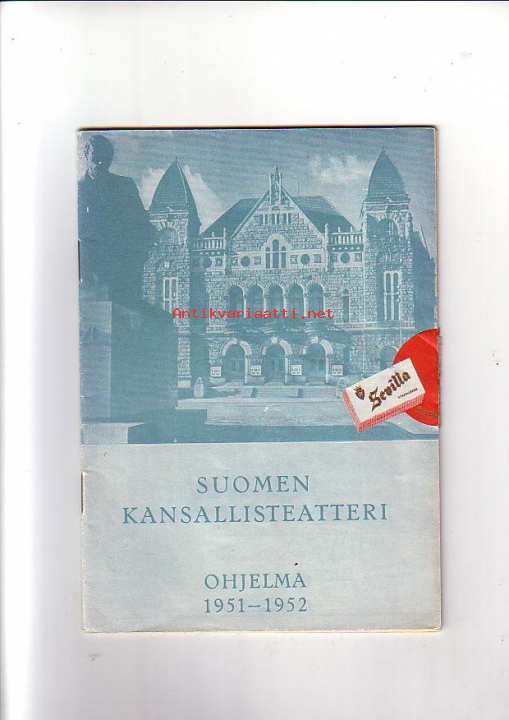 Antikvariaatti.net
Sevilla
SUOMEN
KANSALLISTEATTERI
OHJELMA
1951–1952